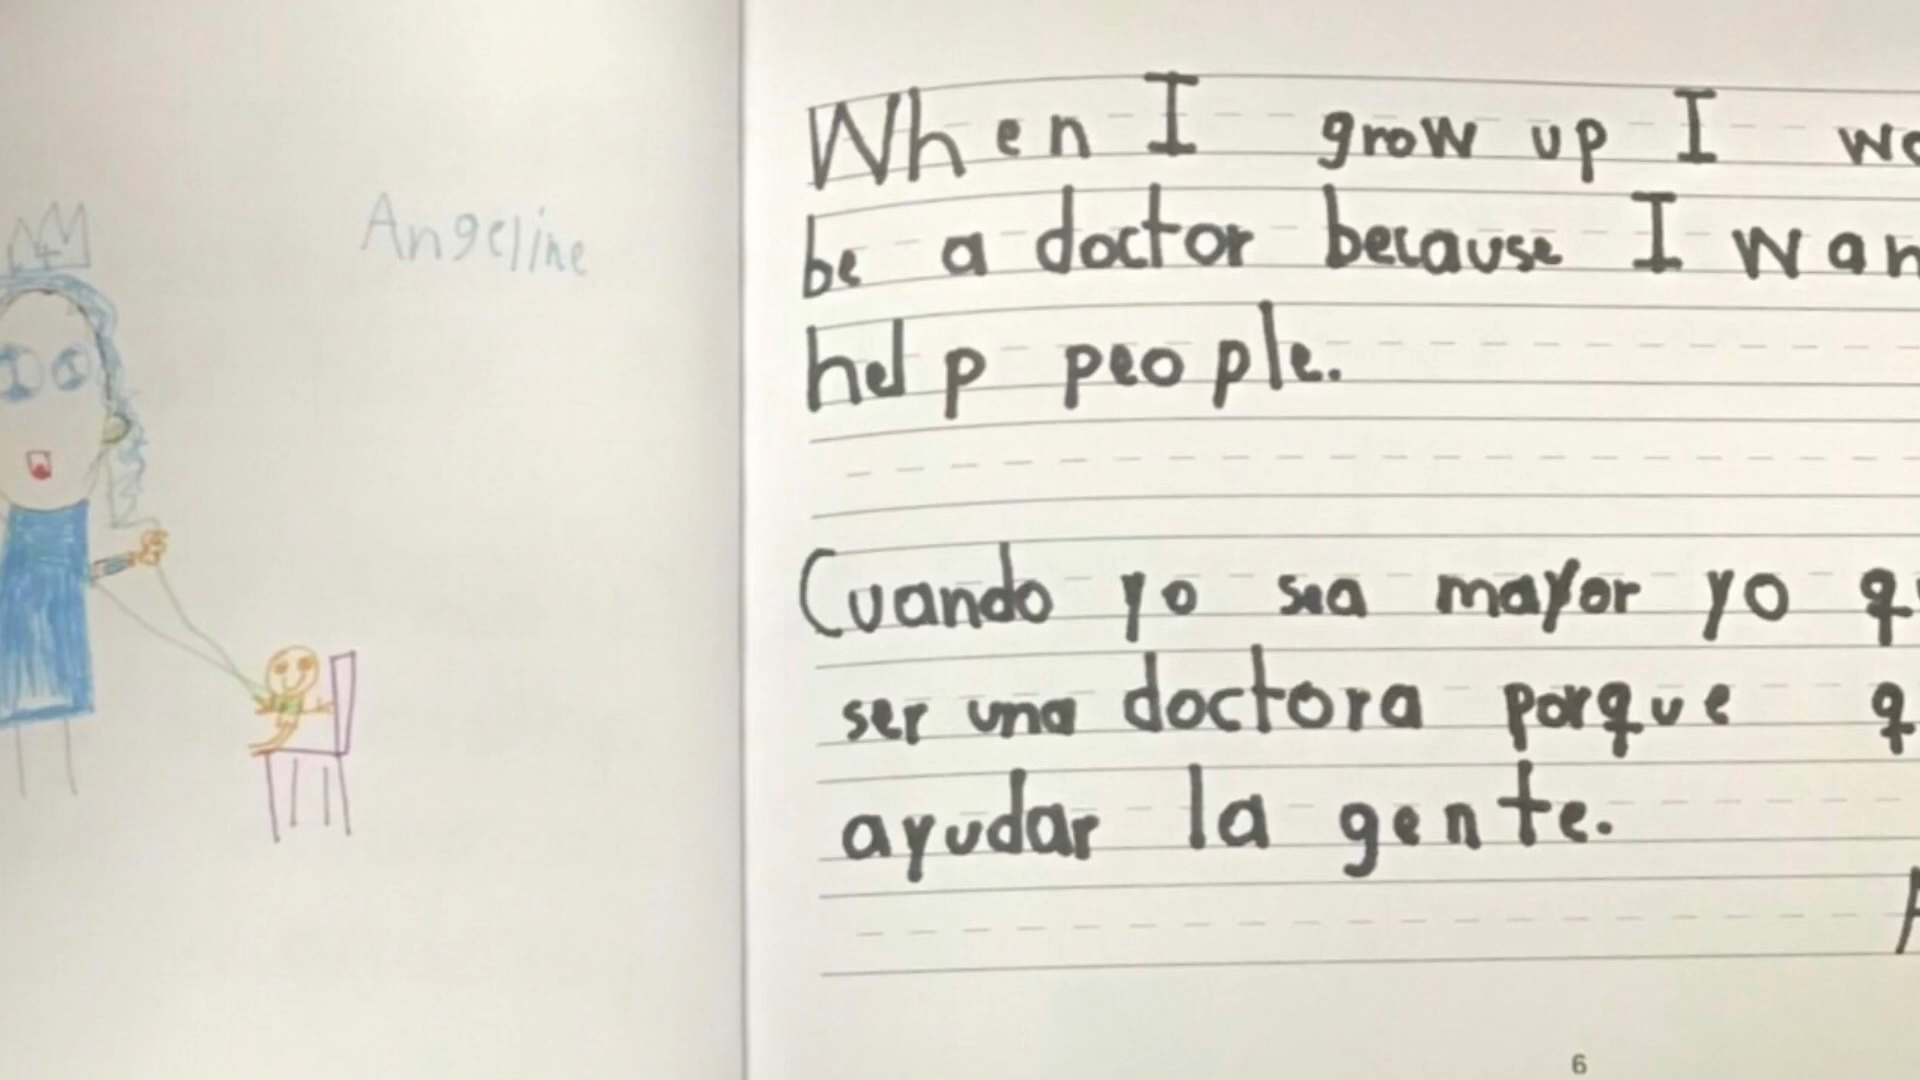 Angeline
When I grow up I
be a doctor because I
help people.
Cuando yo sea mayor yo
ser una doctora porque
ayudar la gente.
6